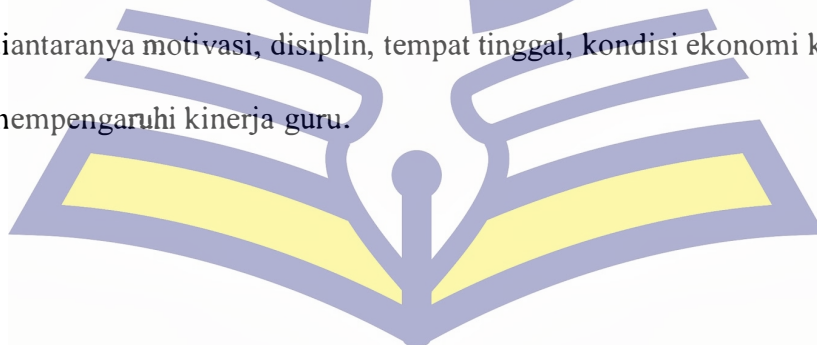 iantaranya motivasi, disiplin, tempat tinggal, kondisi ekonomi k
nempengaruhi kinerja guru.